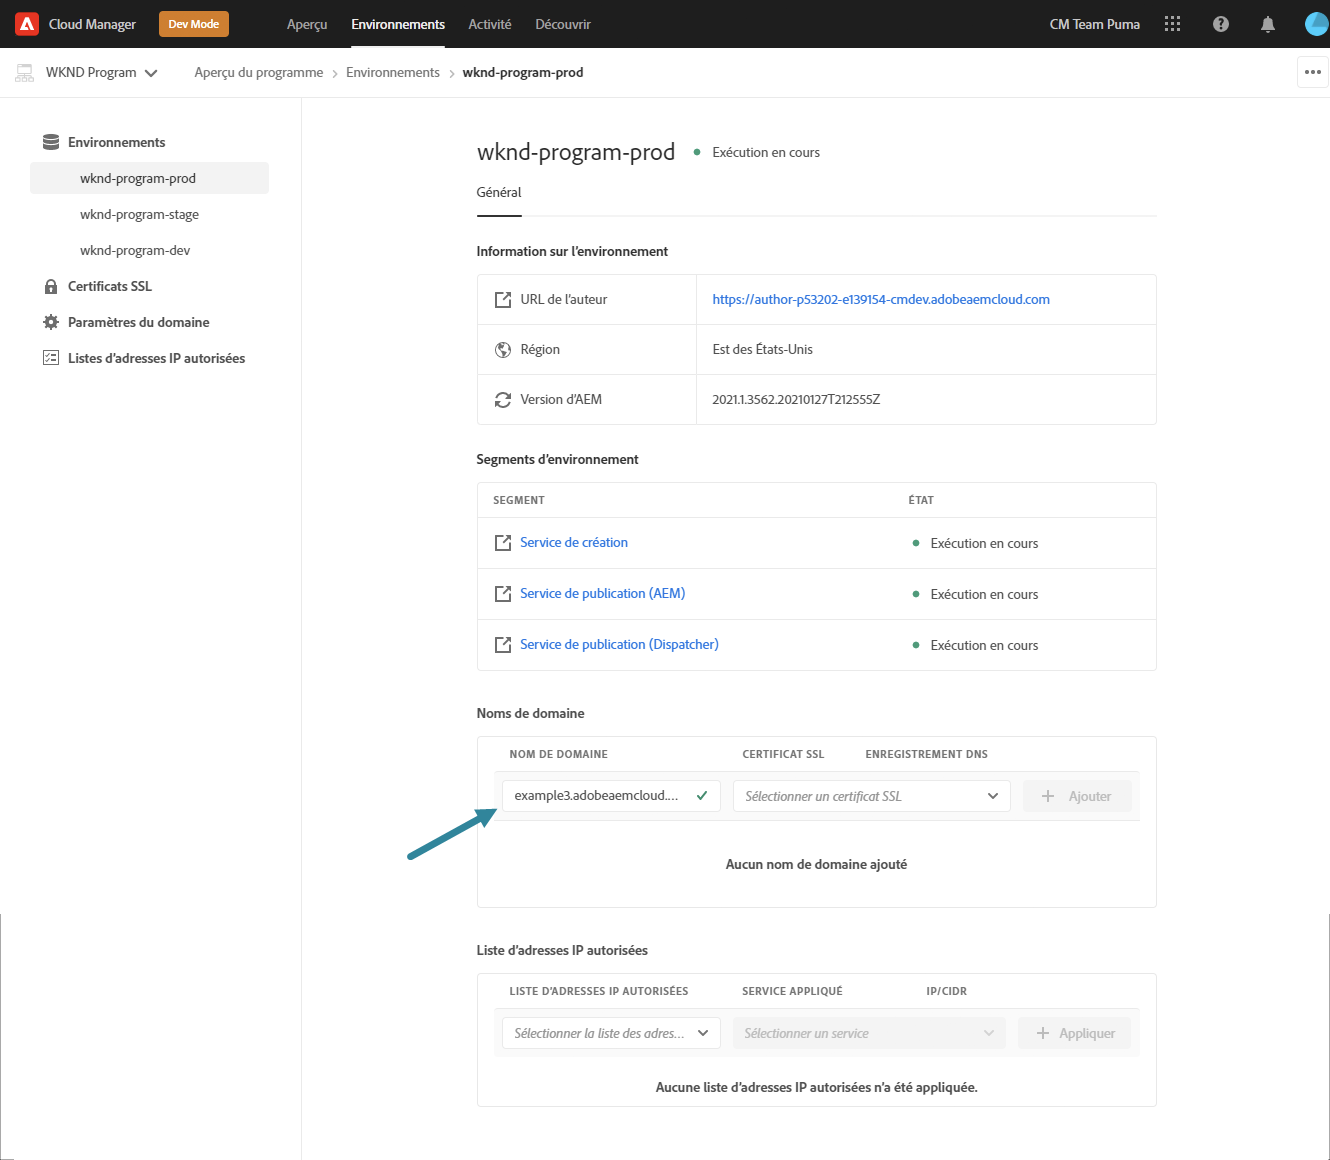 Cloud Manager Dev Mode Aperçu Environnements Activité Découvrir CM Team Puma
WKND Program Aperçu du programme Environnements wknd-program-prod
Environnements
wknd-program-prod
wknd-program-stage
wknd-program-dev
Certificats SSL
Paramètres du domaine
Listes d’adresses IP autorisées
wknd-program-prod Exécution en cours
Général
Information sur l’environnement
URL de l’auteur https://author-p53202-e139154-cmdev.adobeaemcloud.com
Région Est des États-Unis
Version d’AEM 2021.1.3562.20210127T212555Z
Segments d’environnement
SEGMENT ÉTAT
Service de création Exécution en cours
Service de publication (AEM) Exécution en cours
Service de publication (Dispatcher) Exécution en cours
Noms de domaine
NOM DE DOMAINE CERTIFICAT SSL ENREGISTREMENT DNS
example3.adobeaemcloud.... Sélectionner un certificat SSL Ajouter
Aucun nom de domaine ajouté
Liste d’adresses IP autorisées
LISTE D’ADRESSES IP AUTORISÉES SERVICE APPLIQUÉ IP/CIDR
Sélectionner la liste des adres... Sélectionner un service Appliquer
Aucune liste d’adresses IP autorisées n’a été appliquée.